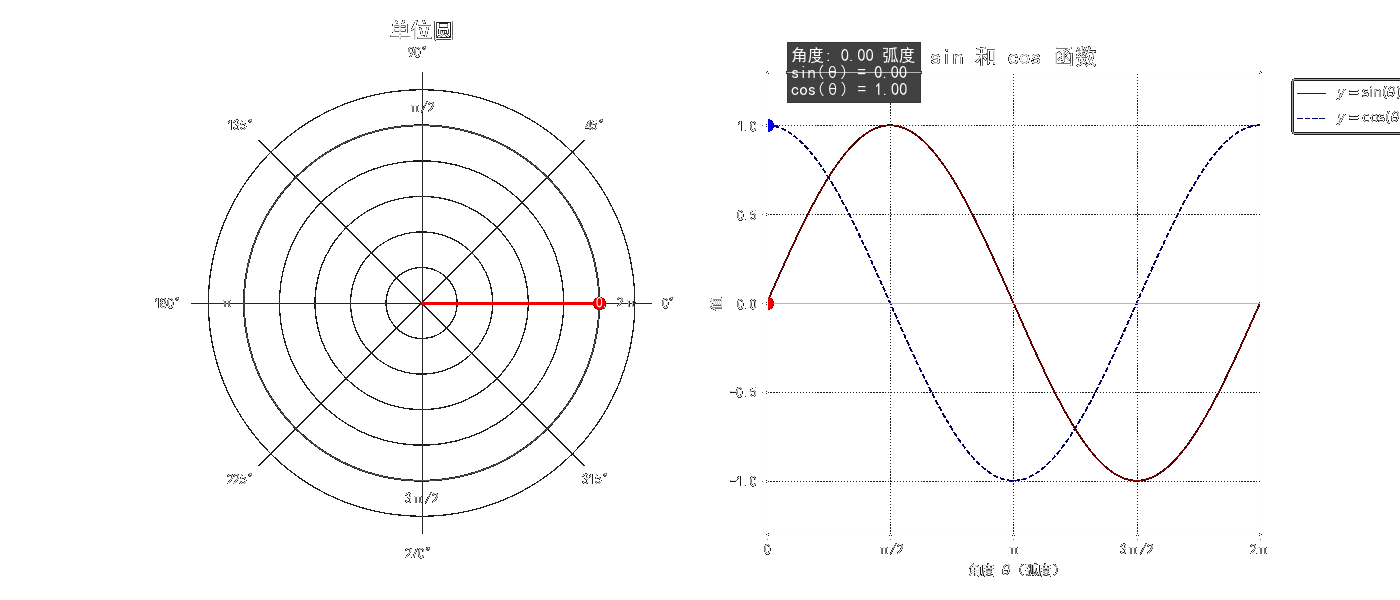 单位圆
90°
π/2
135°
45°
180°
π
0
2π
0°
225°
315°
3π/2
270°
sin 和 cos 函数
角度: 0.00 弧度
sin(θ) = 0.00
cos(θ) = 1.00
y = sin(θ
y = cos(θ
1.0
0.5
0.0
−0.5
−1.0
值
0
π/2
π
3π/2
2π
角度 θ (弧度)